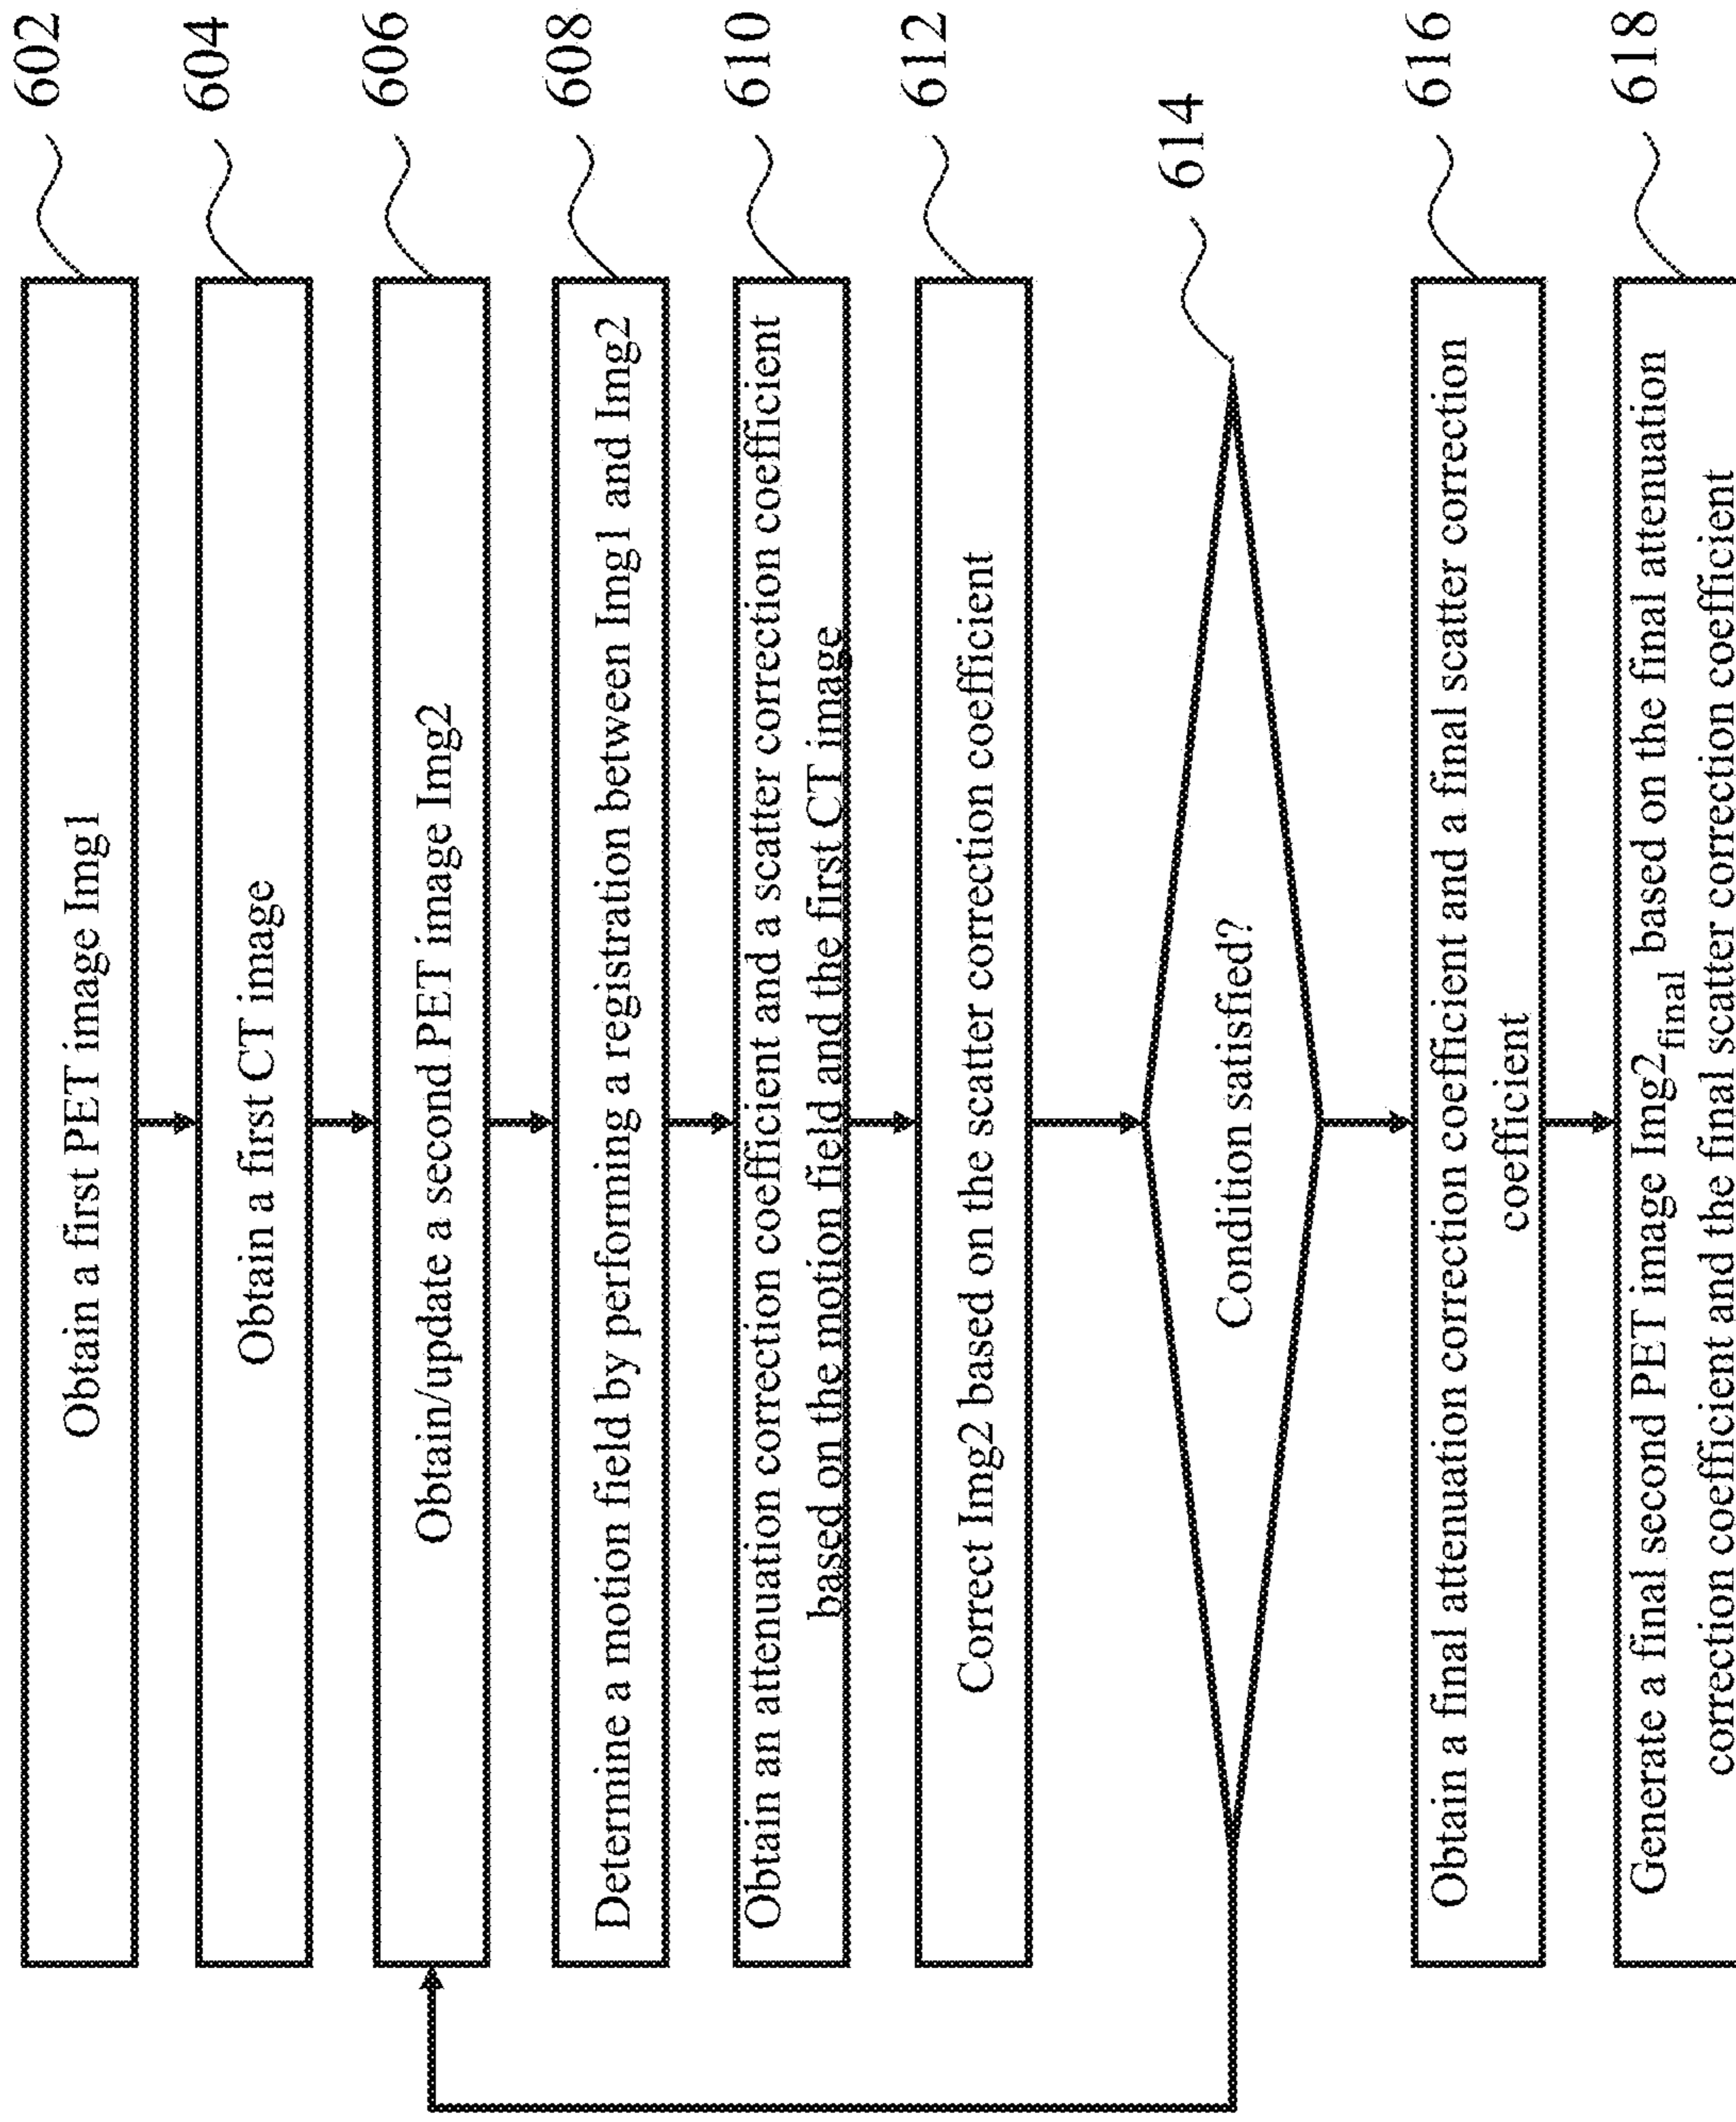 Obtain a first PET image Img1
602
Obtain a first CT image
604
Obtain/update a second PET image Img2
606
Determine a motion field by performing a registration between Img1 and Img2
608
Obtain an attenuation correction coefficient and a scatter correction coefficient
based on the motion field and the first CT image
610
Correct Img2 based on the scatter correction coefficient
612
Condition satisfied?
614
Obtain a final attenuation correction coefficient and a final scatter correction
coefficient
616
Generate a final second PET image Img2final based on the final attenuation
correction coefficient and the final scatter correction coefficient
618